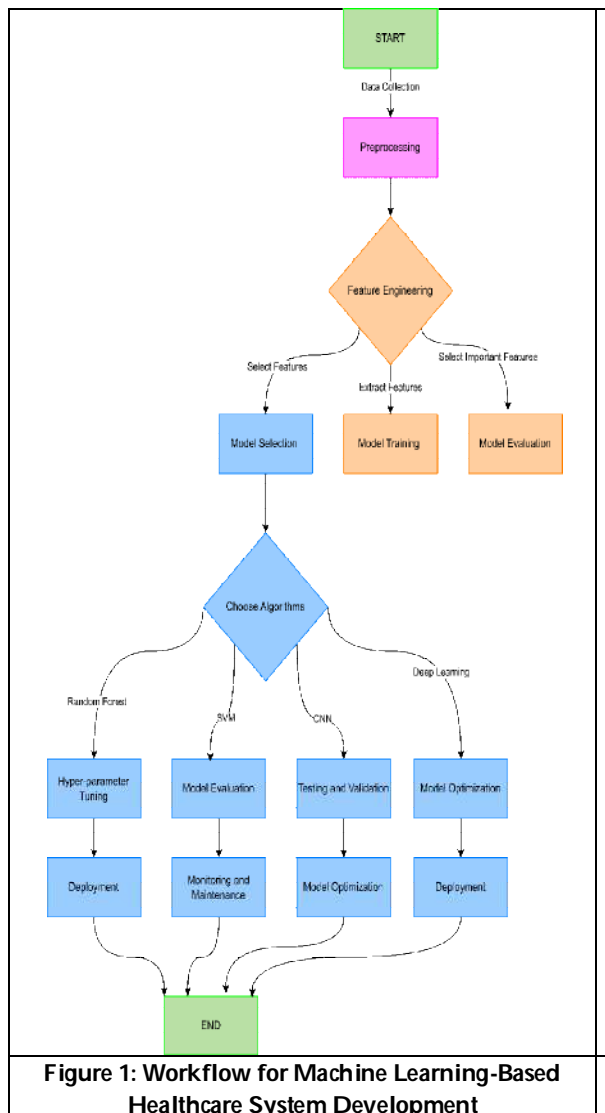 START
Data Collection
Preprocessing
Feature Engineering
Select Features
Extract Features
Select Important Features
Model Selection
Model Training
Model Evaluation
Choose Algorithms
Random Forest
SVM
CNN
Deep Learning
Hyper-parameter
Tuning
Model Evaluation
Testing and Validation
Model Optimization
Deployment
Monitoring and
Maintenance
Model Optimization
Deployment
END
Figure 1: Workflow for Machine Learning-Based
Healthcare System Development